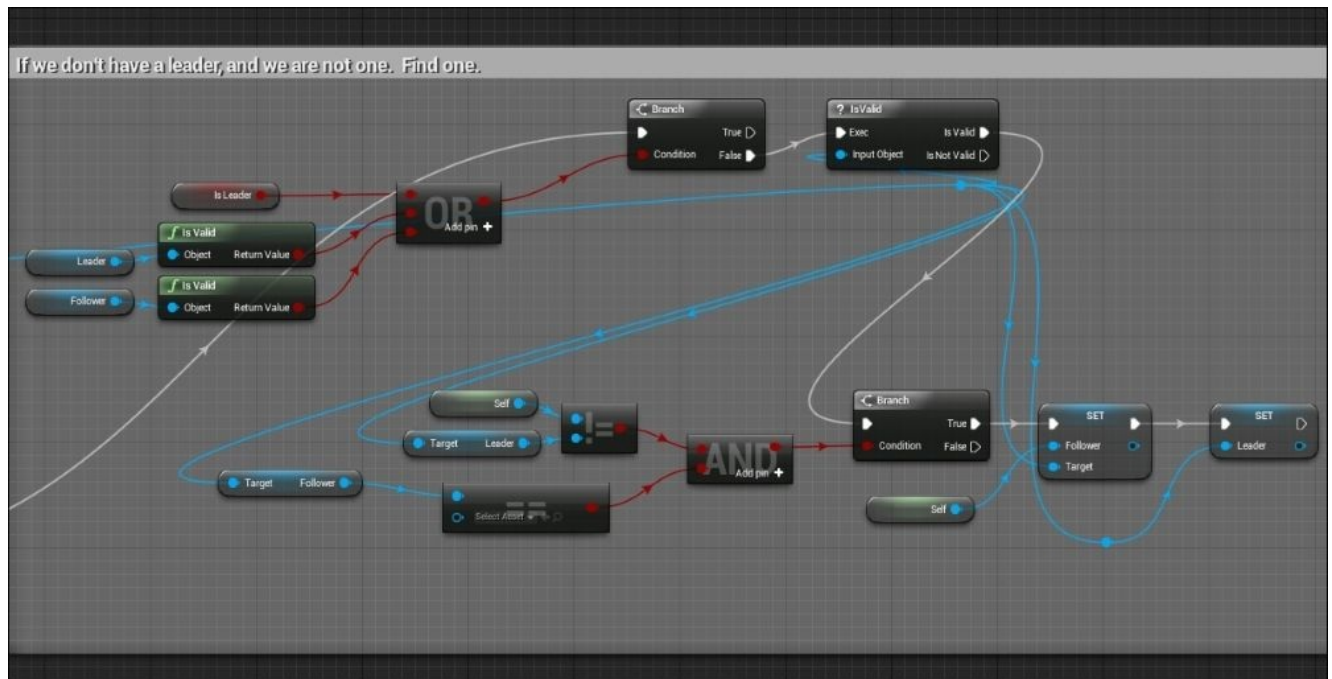 If we don't have a leader, and we are not one.  Find one.
Branch
True
Condition
False
? IsValid
Exec
Is Valid
Input Object
Is Not Valid
Is Leader
OR
Add pin +
f Is Valid
Object
Return Value
Leader
f Is Valid
Object
Return Value
Follower
Self
Target
Leader
!=
Target
Follower
==
Select Asset
AND
Add pin +
Branch
True
Condition
False
Self
SET
Follower
Target
SET
Leader